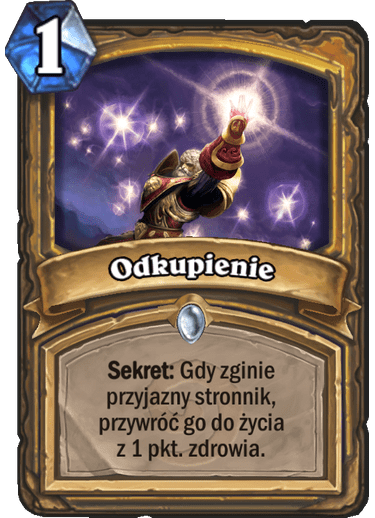 1
Odkupienie
Sekret: Gdy zginie
przyjazny stronnik,
przywróć go do życia
z 1 pkt. zdrowia.